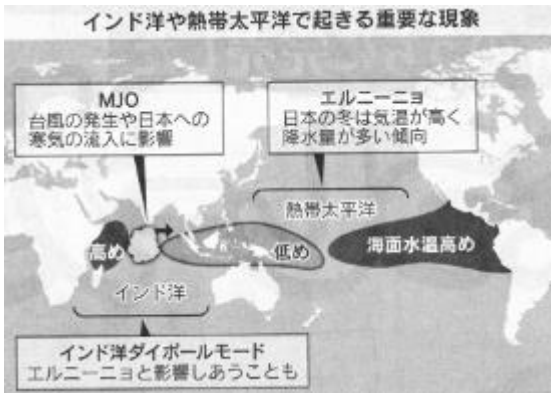 インド洋や熱帯太平洋で起きる重要な現象
MJO
台風の発生や日本への
寒気の流入に影響
エルニーニョ
日本の冬は気温が高く
降水量が多い傾向
熱帯太平洋
高め
低め
海面水温高め
インド洋
インド洋ダイポールモード
エルニーニョと影響しあうことも